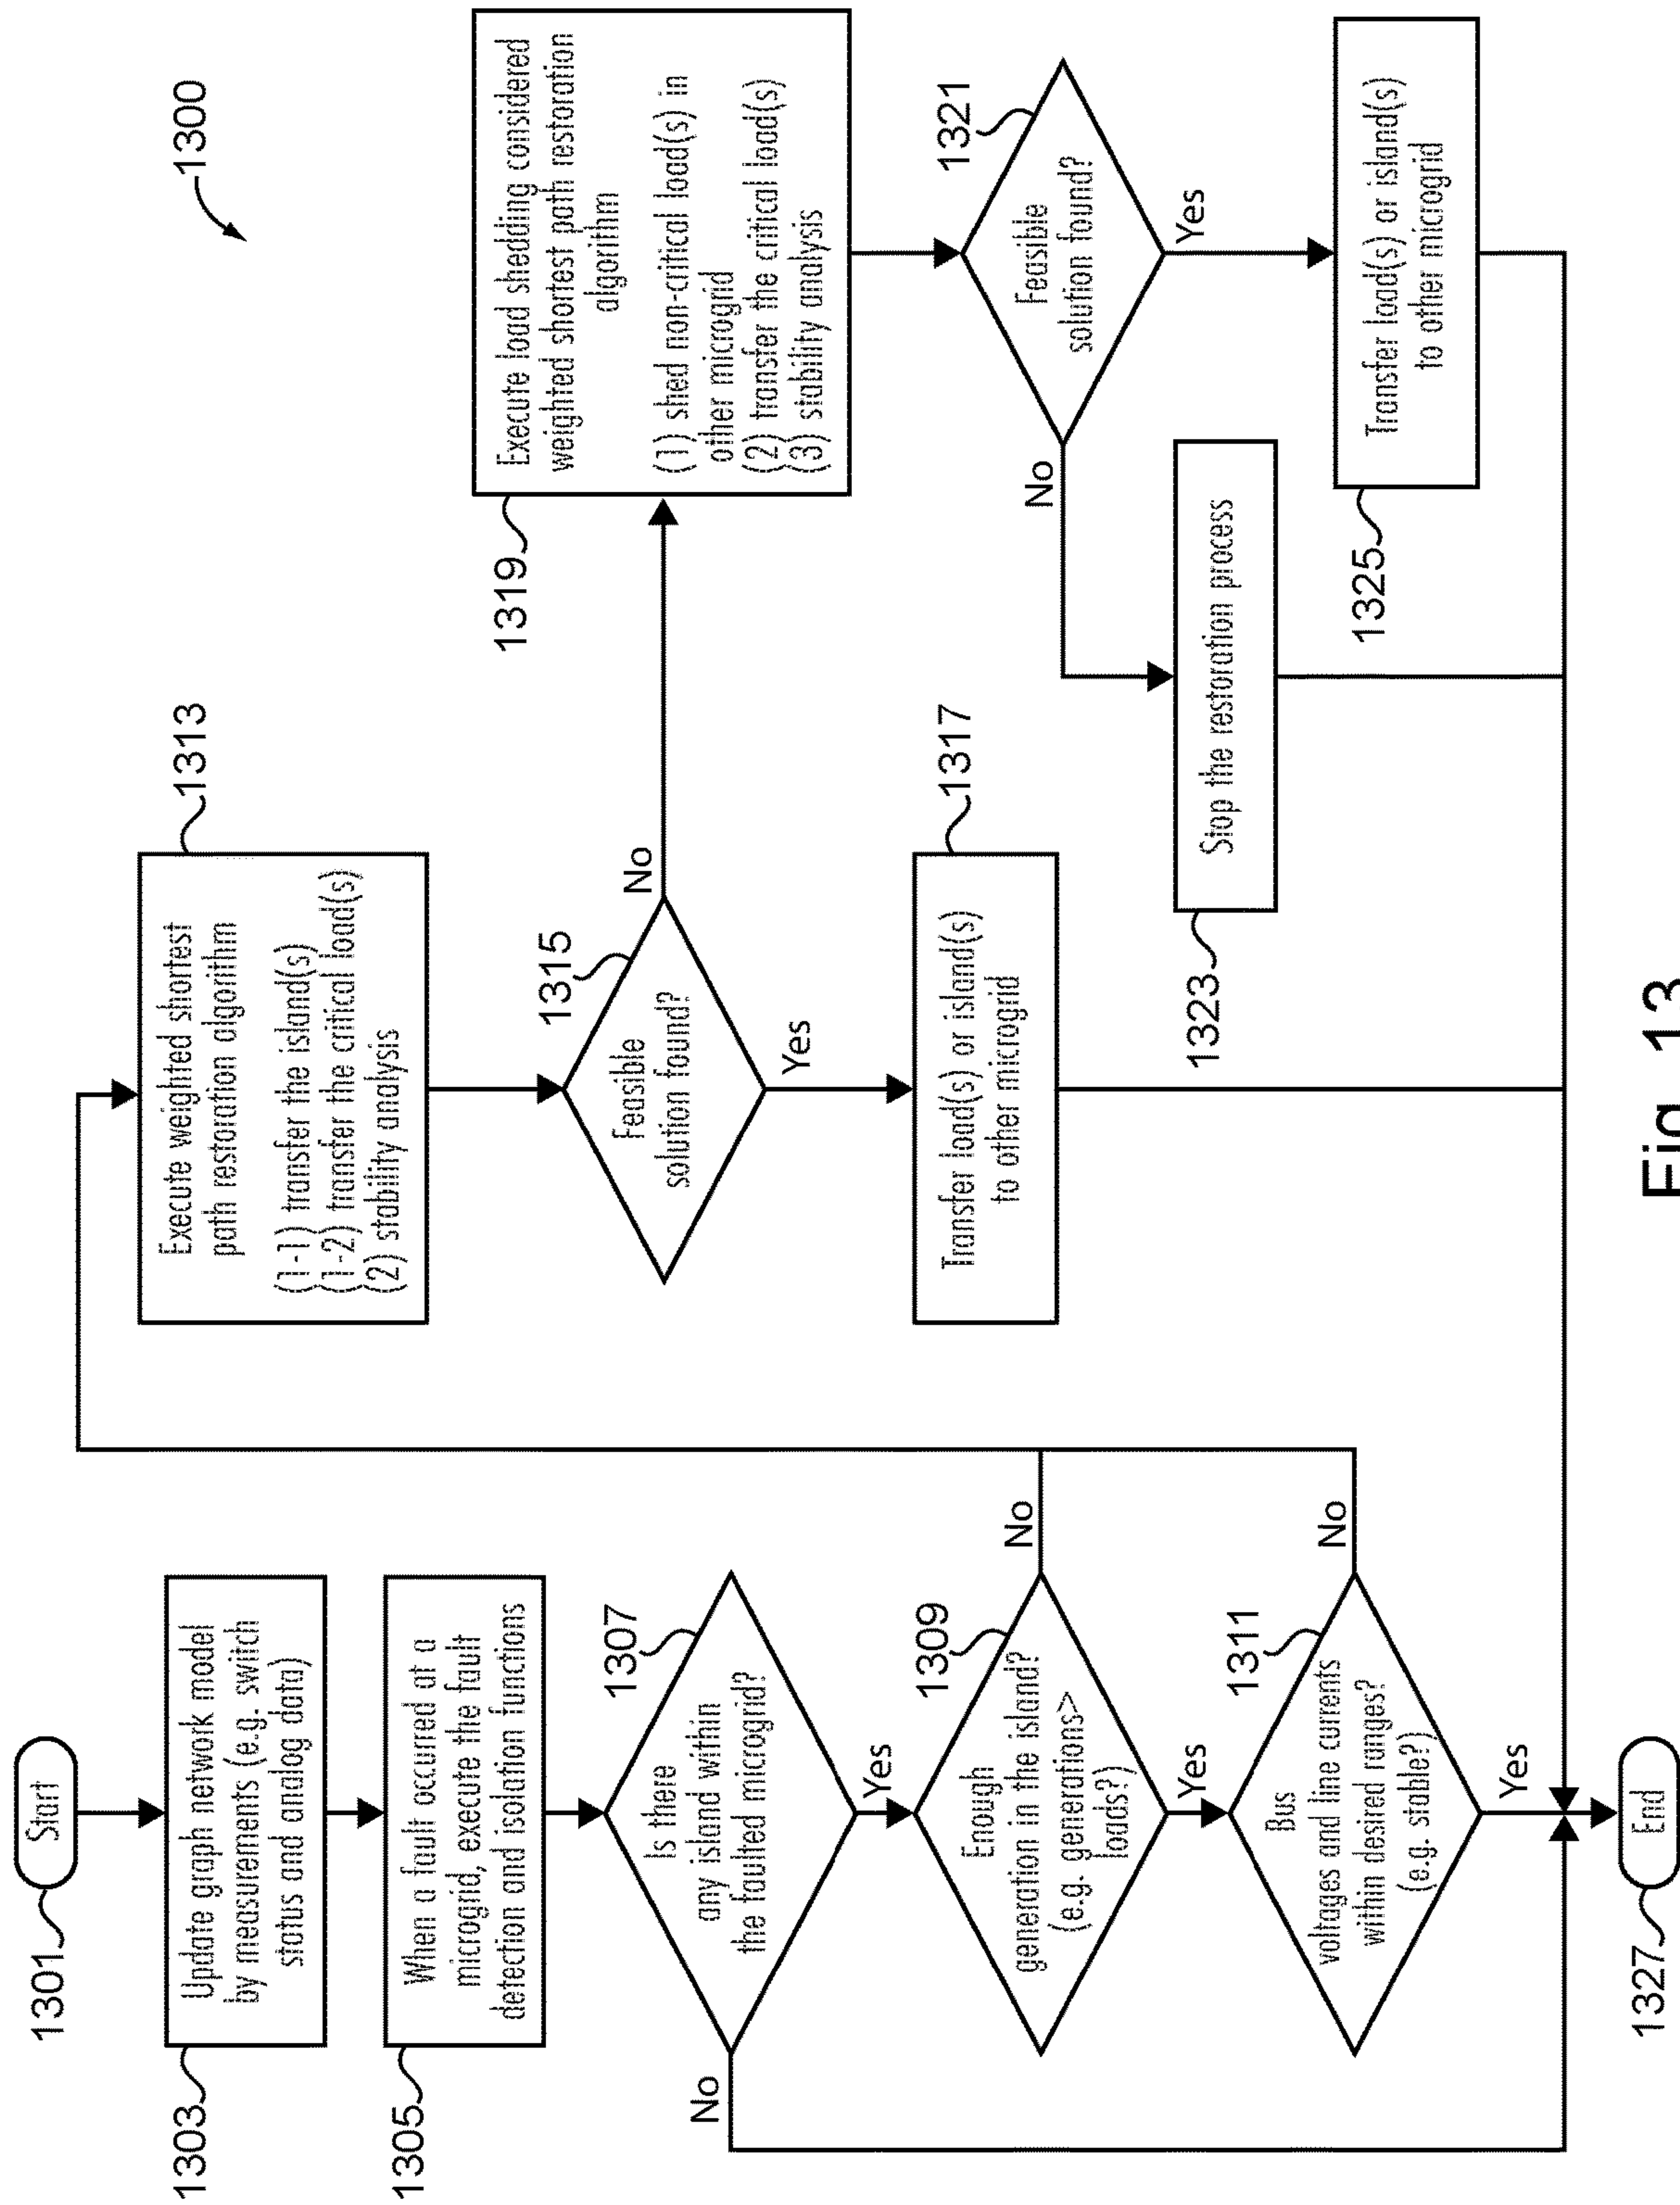 1300
Start
1301
Update graph network model
by measurements (e.g. switch
status and analog data)
1303
When a fault occurred at a
microgrid, execute the fault
detection and isolation functions
1305
Is there
any island within
the faulted microgrid?
1307
No
Yes
Enough
generation in the island?
(e.g. generations>
loads?)
1309
No
Yes
Bus
voltages and line currents
within desired ranges?
(e.g. stable?)
1311
No
Yes
Execute weighted shortest
path restoration algorithm
(1-1) transfer the island(s)
(1-2) transfer the critical load(s)
(2) stability analysis
1313
Feasible
solution found?
1315
No
Yes
Transfer load(s) or island(s)
to other microgrid
1317
Execute load shedding considered
weighted shortest path restoration
algorithm
(1) shed non-critical load(s) in
other microgrid
(2) transfer the critical load(s)
(3) stability analysis
1319
Feasible
solution found?
1321
No
Yes
Stop the restoration process
1323
Transfer load(s) or island(s)
to other microgrid
1325
End
1327
Fig. 13